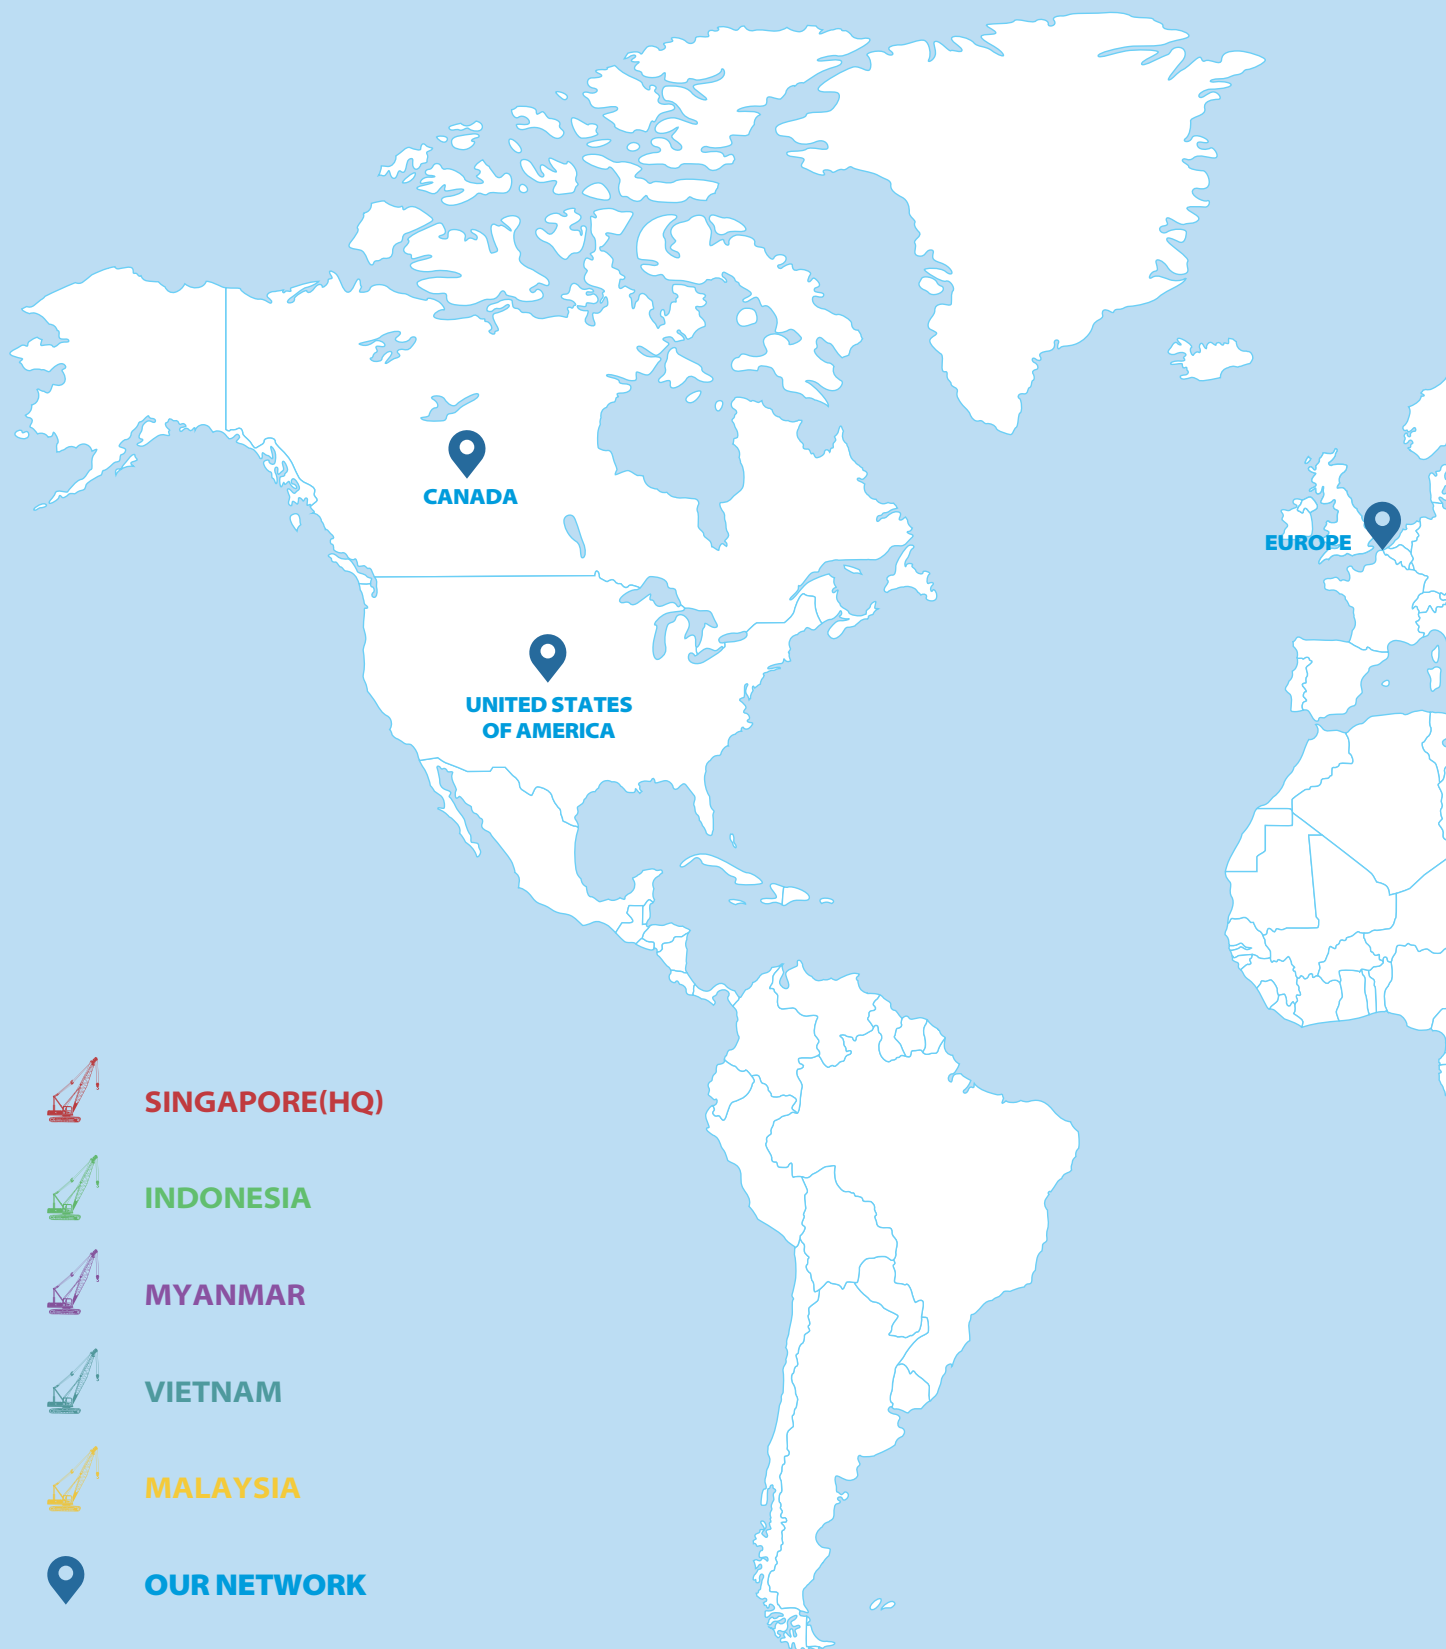 CANADA
EUROPE
UNITED STATES
OF AMERICA
SINGAPORE(HQ)
INDONESIA
MYANMAR
VIETNAM
MALAYSIA
OUR NETWORK